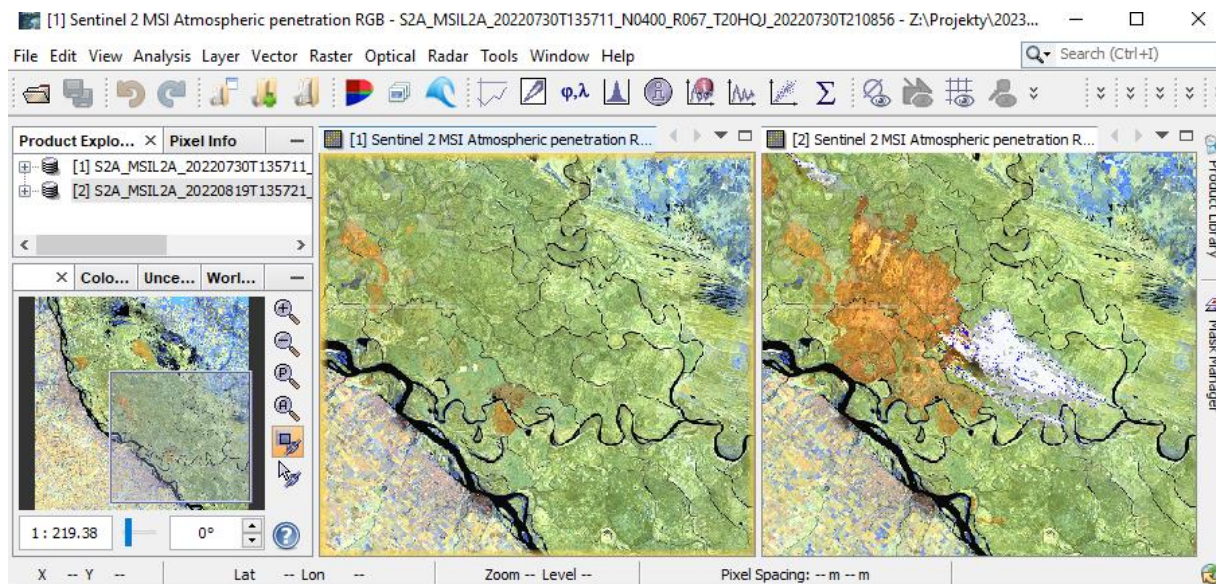 [1] Sentinel 2 MSI Atmospheric penetration RGB - S2A_MSIL2A_20220730T135711_N0400_R067_T20HQJ_20220730T210856 - Z:\Projekty\2023...
File Edit View Analysis Layer Vector Raster Optical Radar Tools Window Help
Search (Ctrl+I)
φ,λ
Σ
Product Explo... Pixel Info
[1] S2A_MSIL2A_20220730T135711_
[2] S2A_MSIL2A_20220819T135721_
Colo... Unce... Worl...
1 : 219.38
0°
[1] Sentinel 2 MSI Atmospheric penetration R...
[2] Sentinel 2 MSI Atmospheric penetration R...
Product Library
Mask Manager
X -- Y -- Lat -- Lon -- Zoom -- Level -- Pixel Spacing: -- m -- m